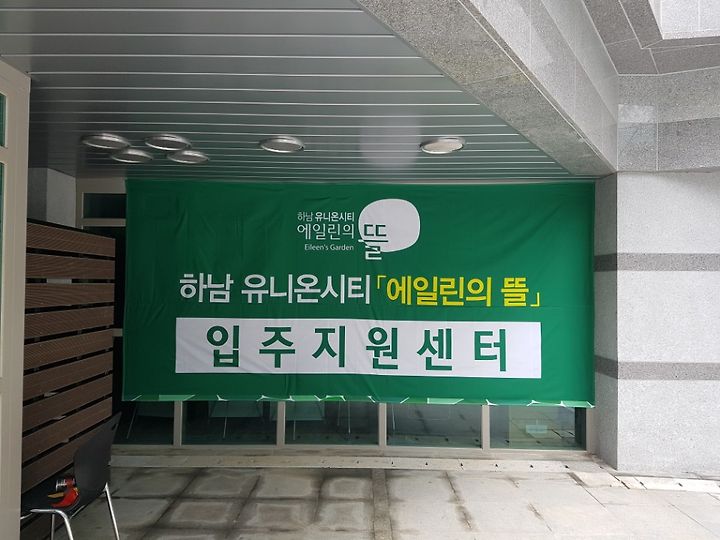 하남 유니온시티
에일린의 뜰
Eileen's Garden
하남 유니온시티「에일린의 뜰」
입주지원센터